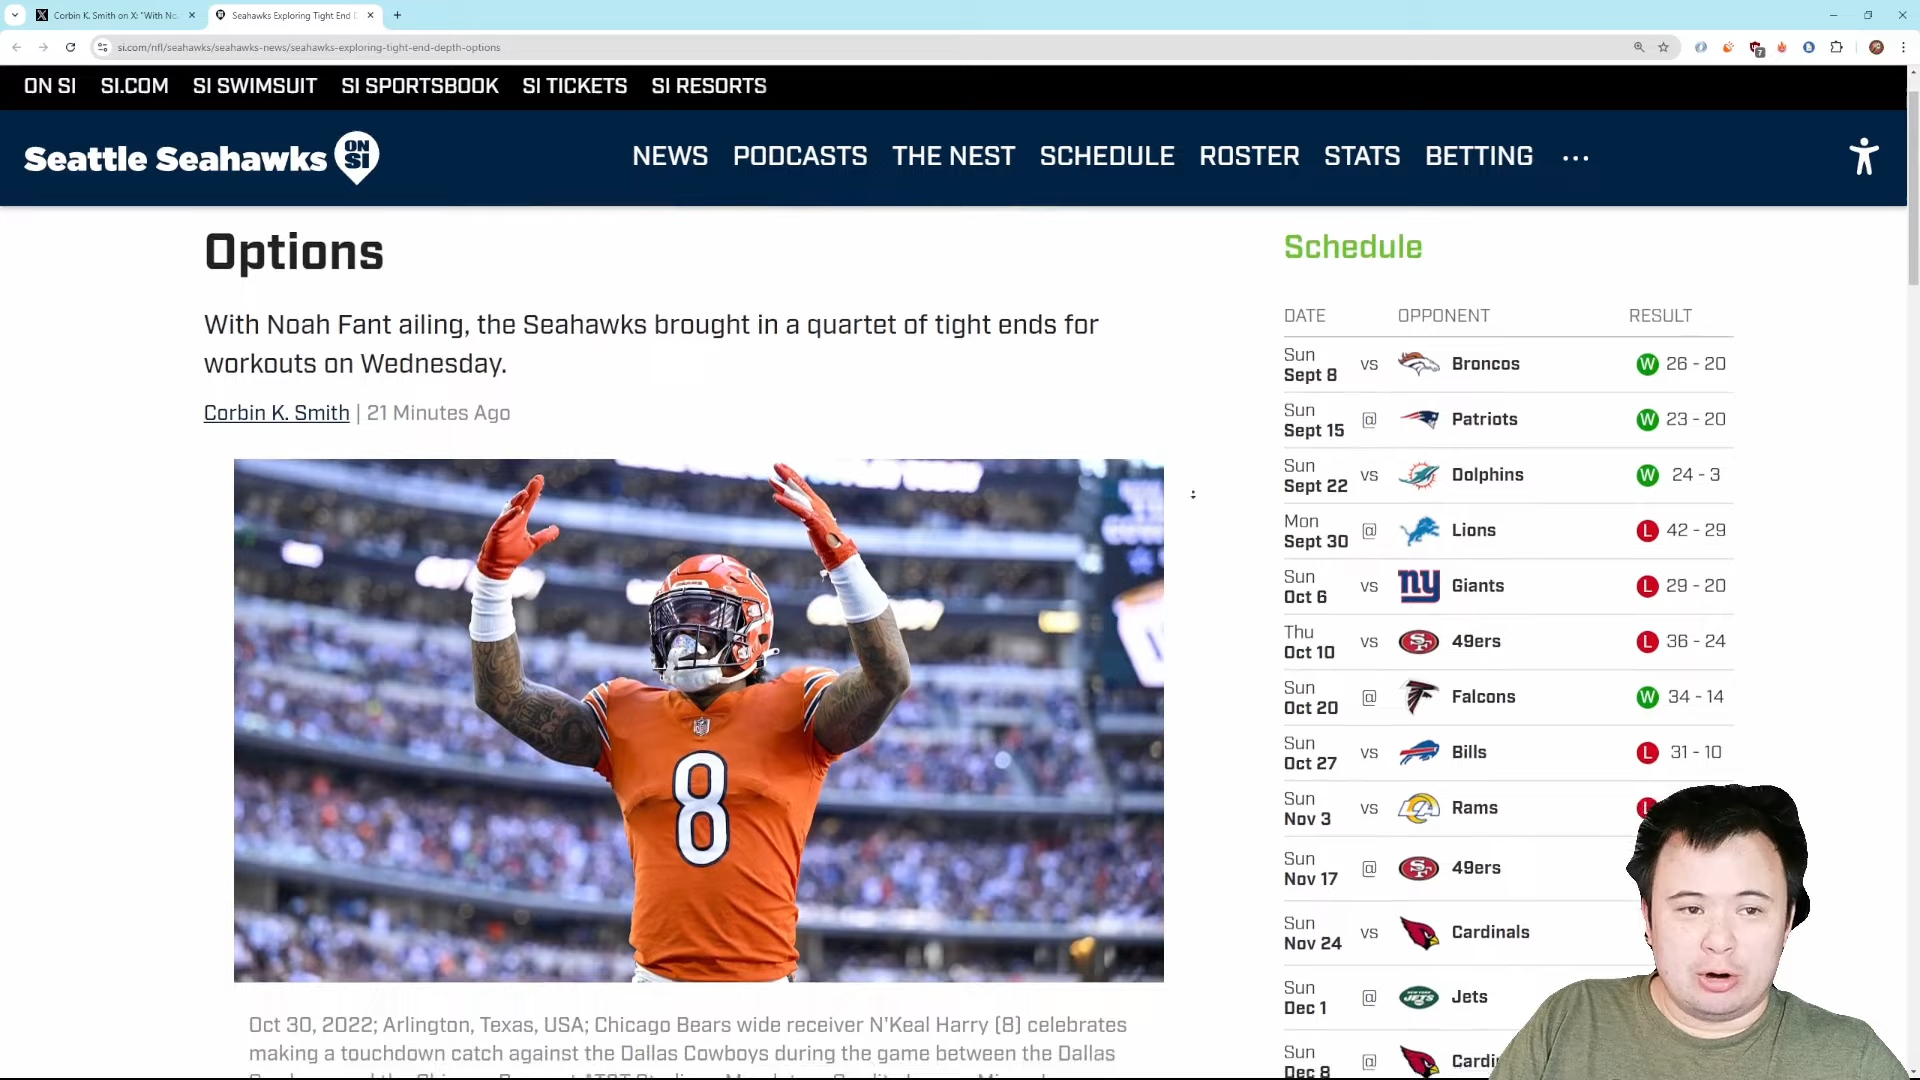 Corbin K. Smith on X: "With No
Seahawks Exploring Tight End D
si.com/nfl/seahawks/seahawks-news/seahawks-exploring-tight-end-depth-options
7
ON SI SI.COM SI SWIMSUIT SI SPORTSBOOK SI TICKETS SI RESORTS
Seattle Seahawks ON SI
NEWS PODCASTS THE NEST SCHEDULE ROSTER STATS BETTING ...
Options
With Noah Fant ailing, the Seahawks brought in a quartet of tight ends for
workouts on Wednesday.
Corbin K. Smith | 21 Minutes Ago
8
Oct 30, 2022; Arlington, Texas, USA; Chicago Bears wide receiver N'Keal Harry (8) celebrates
making a touchdown catch against the Dallas Cowboys during the game between the Dallas
Schedule
DATE OPPONENT RESULT
Sun
Sept 8 vs Broncos W 26 - 20
Sun
Sept 15 @ Patriots W 23 - 20
Sun
Sept 22 vs Dolphins W 24 - 3
Mon
Sept 30 @ Lions L 42 - 29
Sun
Oct 6 vs ny Giants L 29 - 20
Thu
Oct 10 vs SF 49ers L 36 - 24
Sun
Oct 20 @ Falcons W 34 - 14
Sun
Oct 27 vs Bills L 31 - 10
Sun
Nov 3 vs LA Rams L
Sun
Nov 17 @ SF 49ers
Sun
Nov 24 vs Cardinals
Sun
Dec 1 @ JETS Jets
Sun
Dec 8 @ Cardi